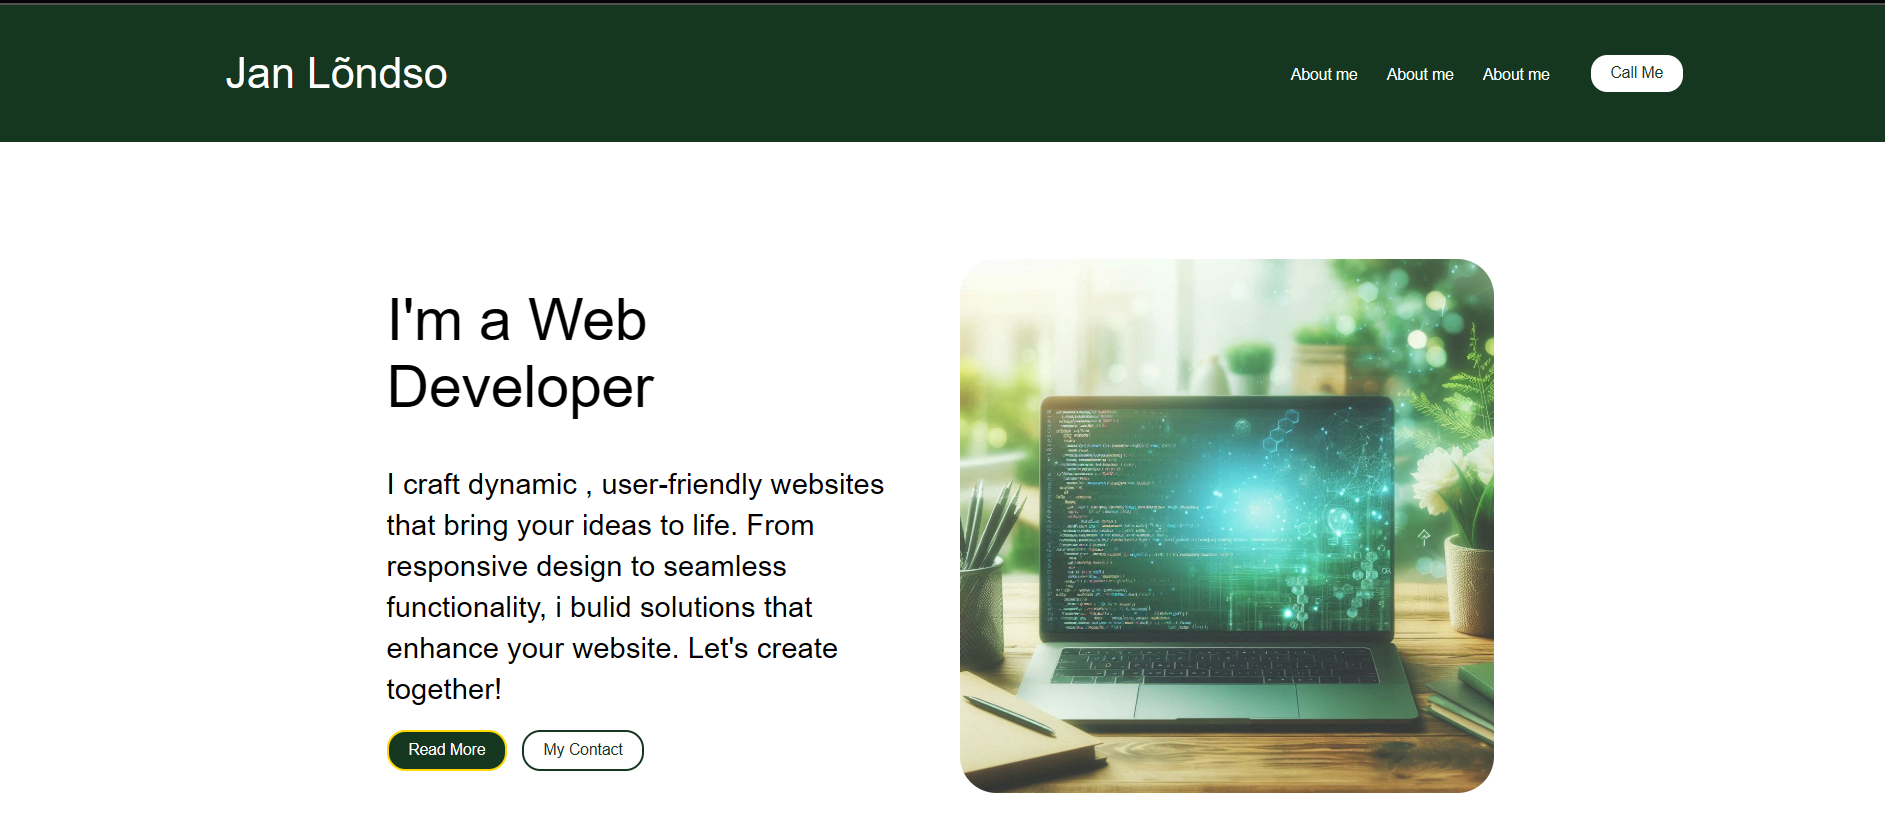 Jan Lõndso
About me About me About me Call Me
I'm a Web
Developer
I craft dynamic , user-friendly websites
that bring your ideas to life. From
responsive design to seamless
functionality, i bulid solutions that
enhance your website. Let's create
together!
Read More My Contact